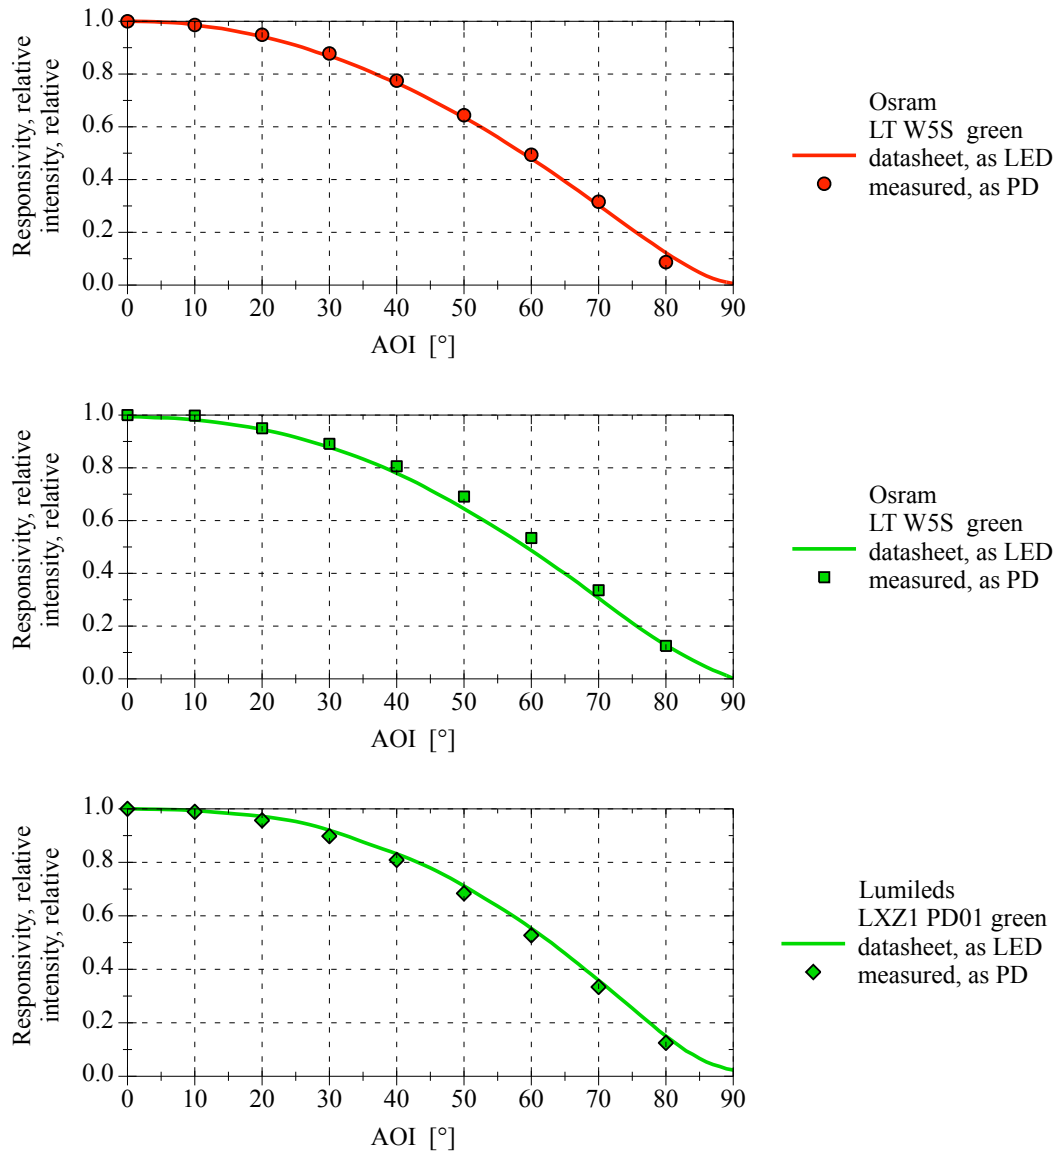 Responsivity, relative
intensity, relative
1.0
0.8
0.6
0.4
0.2
0.0
0 10 20 30 40 50 60 70 80 90
AOI [°]
Osram
LT W5S green
datasheet, as LED
measured, as PD
Responsivity, relative
intensity, relative
1.0
0.8
0.6
0.4
0.2
0.0
0 10 20 30 40 50 60 70 80 90
AOI [°]
Osram
LT W5S green
datasheet, as LED
measured, as PD
Responsivity, relative
intensity, relative
1.0
0.8
0.6
0.4
0.2
0.0
0 10 20 30 40 50 60 70 80 90
AOI [°]
Lumileds
LXZ1 PD01 green
datasheet, as LED
measured, as PD